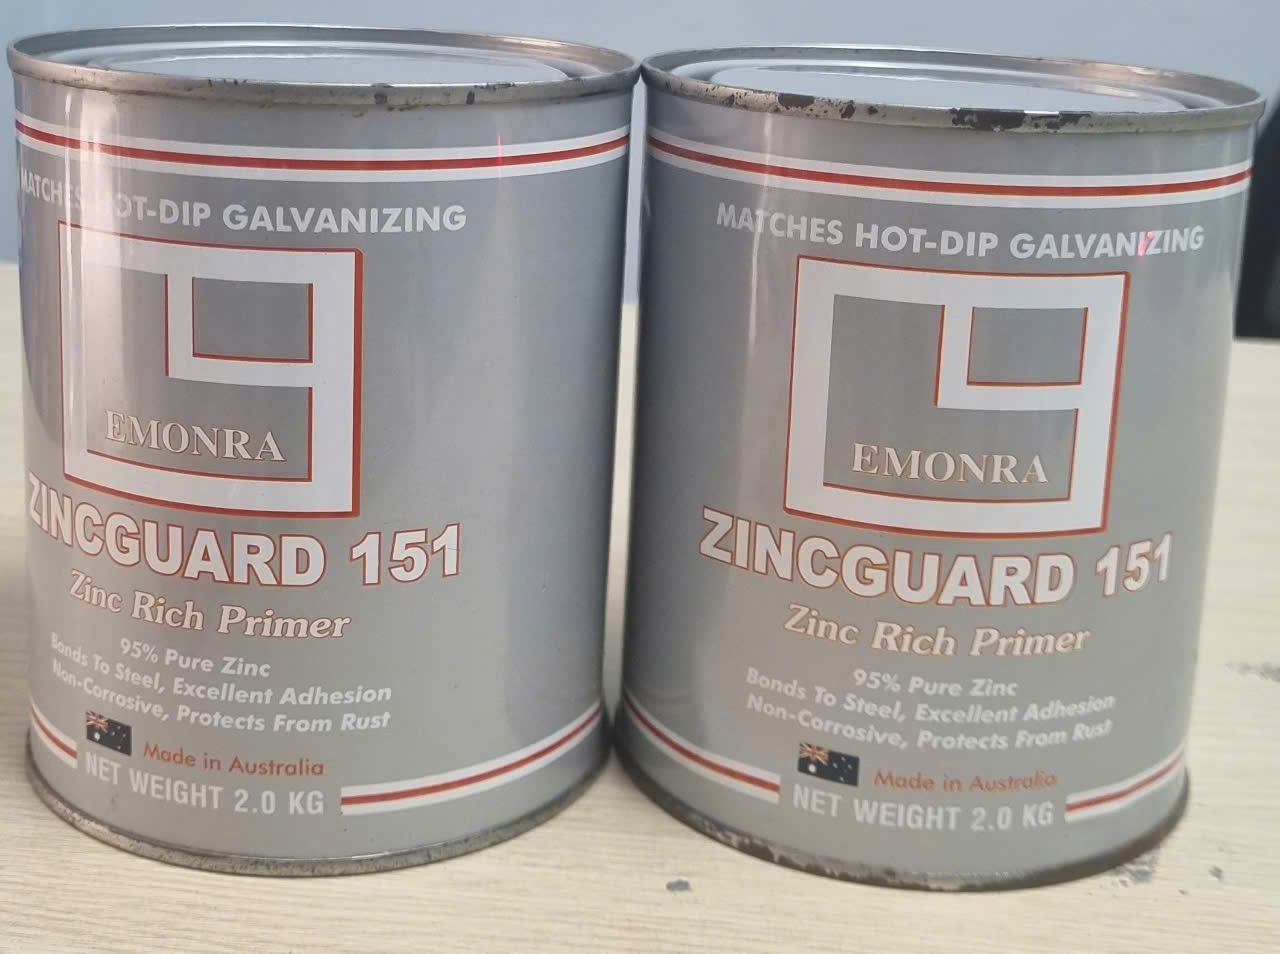 MATCHES HOT-DIP GALVANIZING
EMONRA
ZINCGUARD 151
Zinc Rich Primer
95% Pure Zinc
Bonds To Steel, Excellent Adhesion
Non-Corrosive, Protects From Rust
Made in Australia
NET WEIGHT 2.0 KG
MATCHES HOT-DIP GALVANIZING
EMONRA
ZINCGUARD 151
Zinc Rich Primer
95% Pure Zinc
Bonds To Steel, Excellent Adhesion
Non-Corrosive, Protects From Rust
Made in Australia
NET WEIGHT 2.0 KG